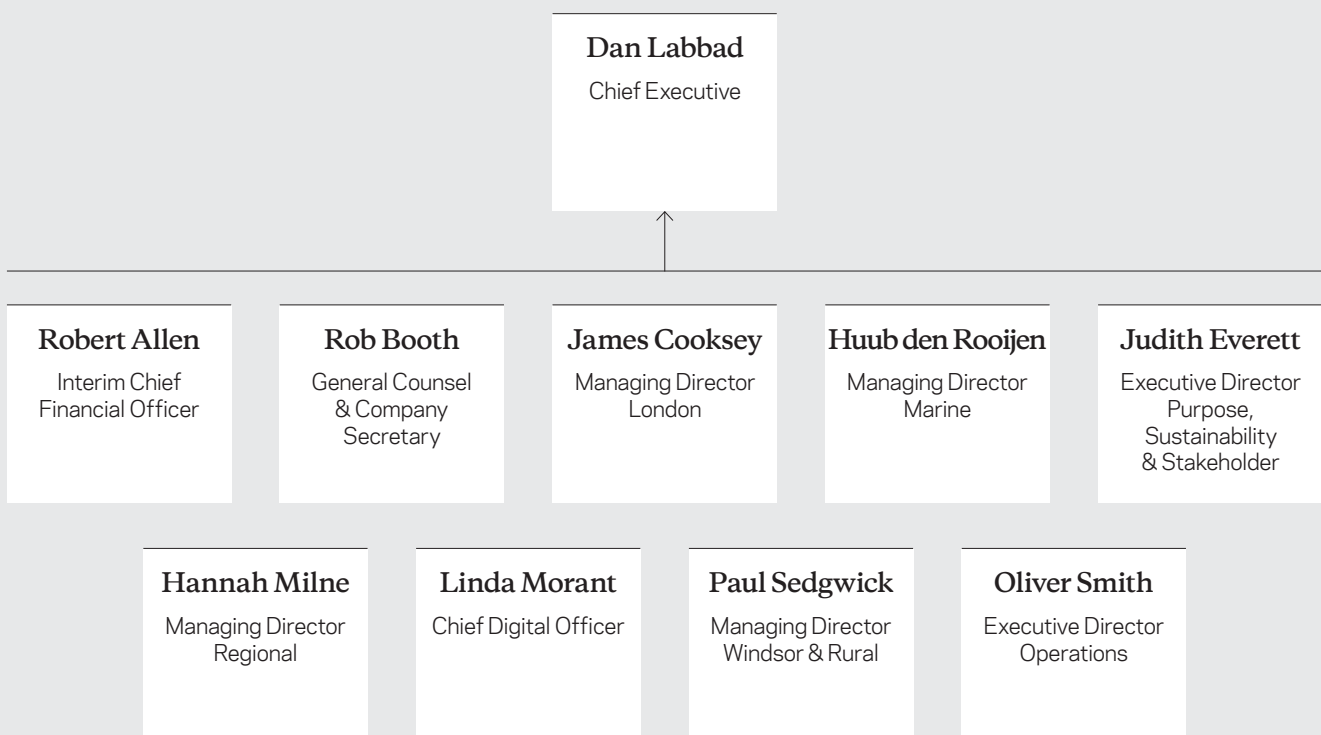 Dan Labbad
Chief Executive
Robert Allen
Interim Chief
Financial Officer
Rob Booth
General Counsel
& Company
Secretary
James Cooksey
Managing Director
London
Huub den Rooijen
Managing Director
Marine
Judith Everett
Executive Director
Purpose,
Sustainability
& Stakeholder
Hannah Milne
Managing Director
Regional
Linda Morant
Chief Digital Officer
Paul Sedgwick
Managing Director
Windsor & Rural
Oliver Smith
Executive Director
Operations